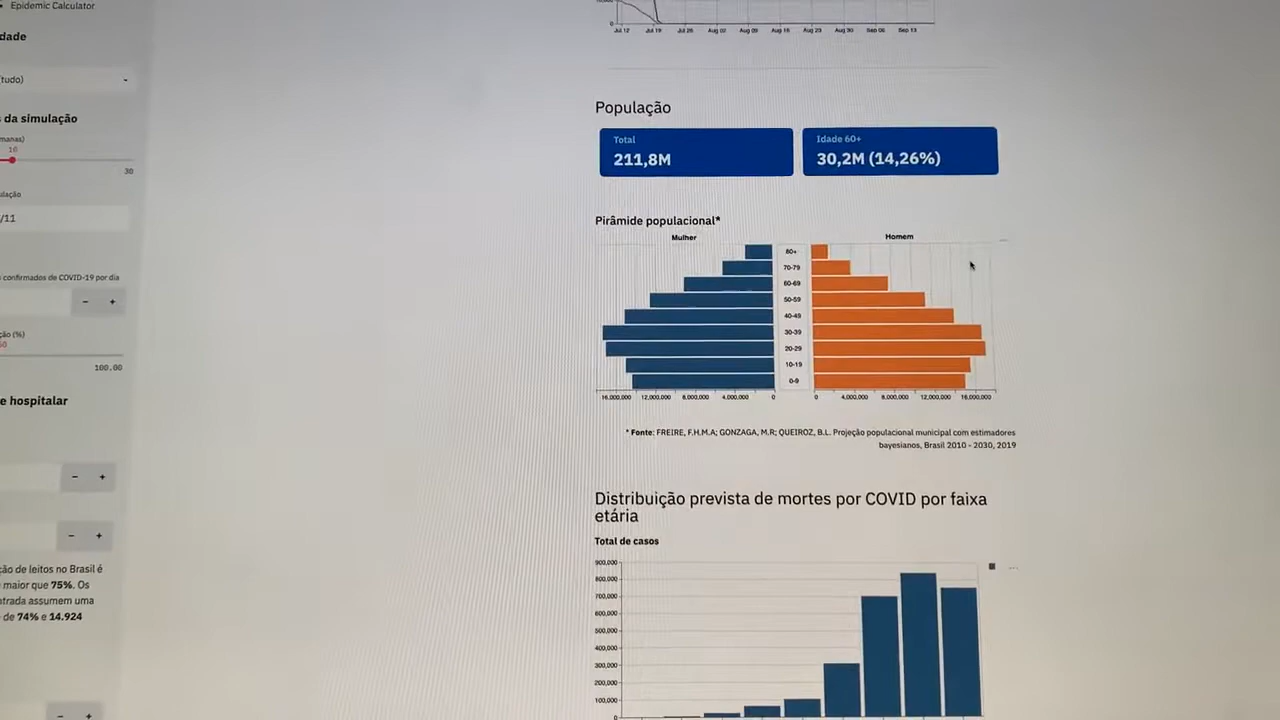 Epidemic Calculator
dade
tudo)
da simulação
manas)
16
30
ulação
/11
confirmados de COVID-19 por dia
- +
ção (%)
100.00
e hospitalar
- +
- +
ção de leitos no Brasil é
maior que 75%. Os
ntrada assumem uma
de 74% e 14.924
- +
0
Jul 12 Jul 19 Jul 26 Aug 02 Aug 09 Aug 16 Aug 23 Aug 30 Sep 06 Sep 13
População
Total
211,8M
Idade 60+
30,2M (14,26%)
Pirâmide populacional*
Mulher Homem
80+
70-79
60-69
50-59
40-49
30-39
20-29
10-19
0-9
16,000,000 12,000,000 8,000,000 4,000,000 0 0 4,000,000 8,000,000 12,000,000 16,000,000
* Fonte: FREIRE, F.H.M.A; GONZAGA, M.R; QUEIROZ, B.L. Projeção populacional municipal com estimadores
bayesianos, Brasil 2010 - 2030, 2019
Distribuição prevista de mortes por COVID por faixa
etária
Total de casos
900,000
800,000
700,000
600,000
500,000
400,000
300,000
200,000
100,000
0